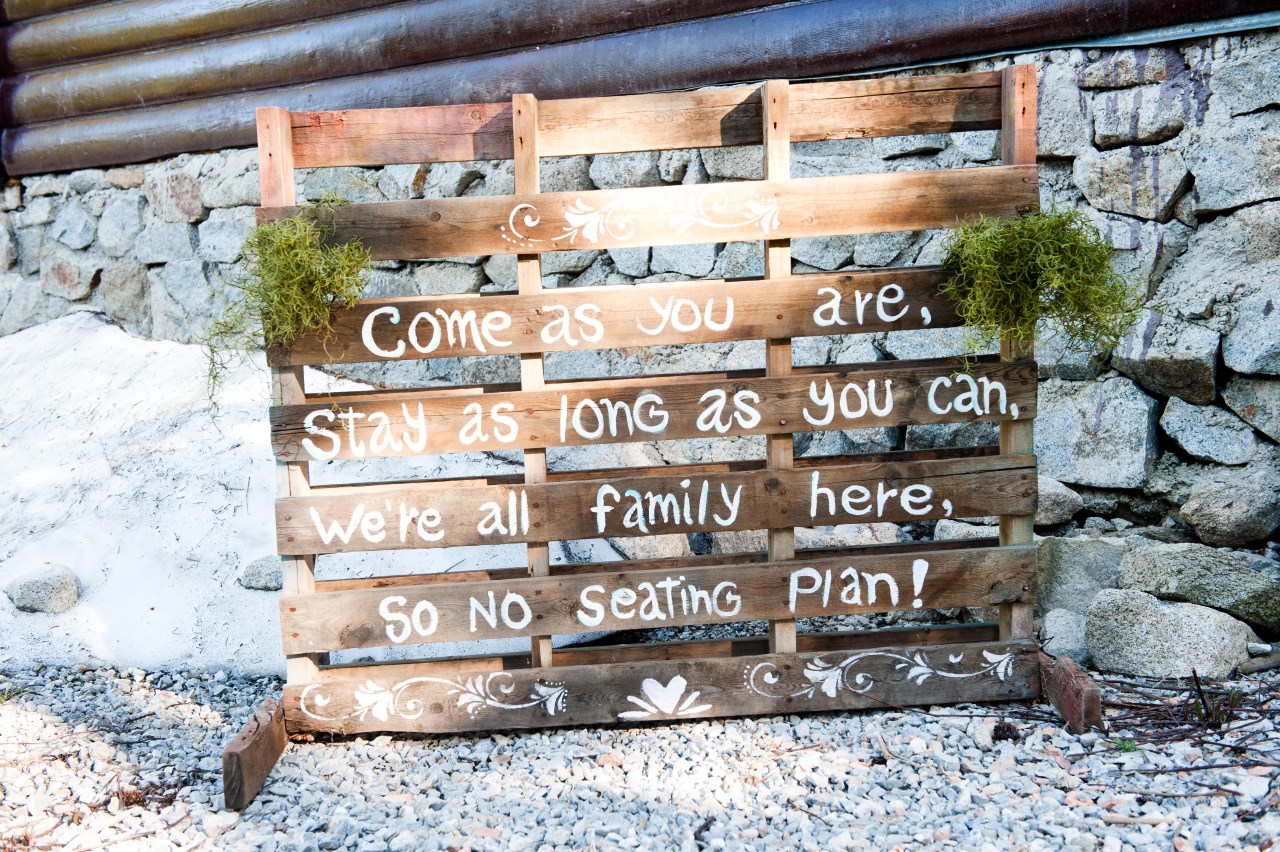 Come as you are,
Stay as long as you can,
We're all family here,
So No Seating Plan!